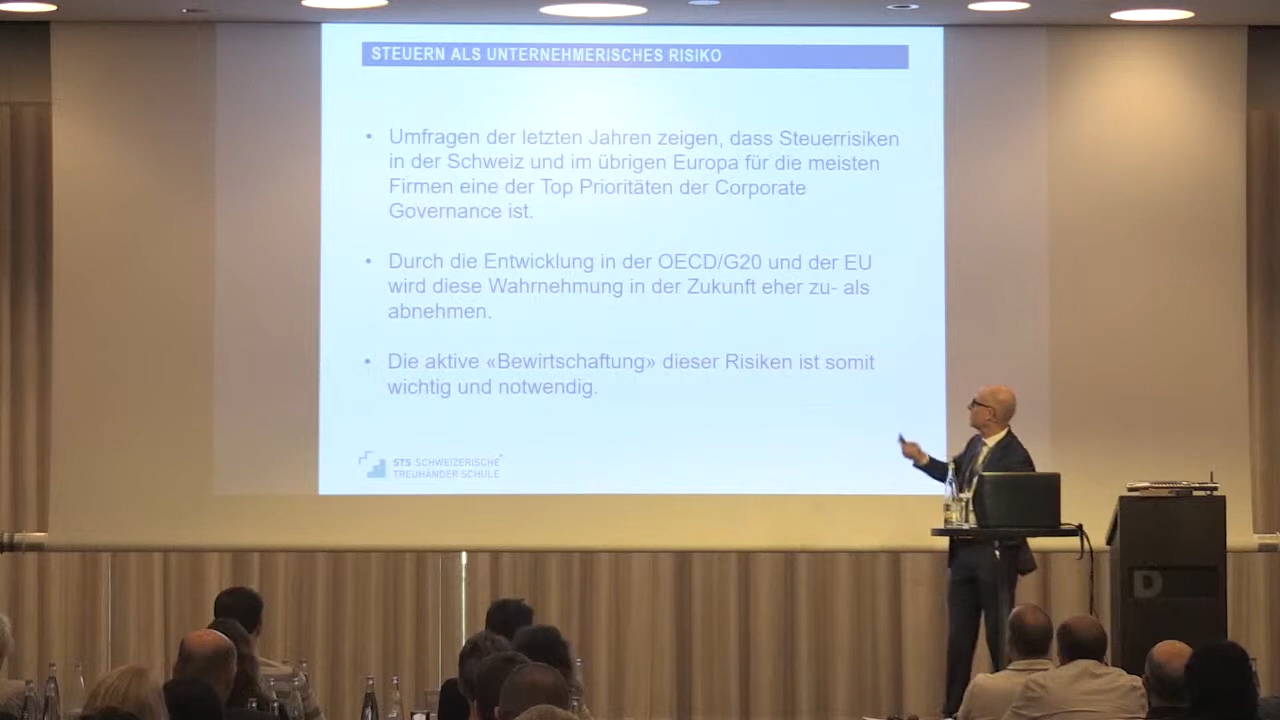 STEUERN ALS UNTERNEHMERISCHES RISIKO
• Umfragen der letzten Jahren zeigen, dass Steuerrisiken
in der Schweiz und im übrigen Europa für die meisten
Firmen eine der Top Prioritäten der Corporate
Governance ist.
• Durch die Entwicklung in der OECD/G20 und der EU
wird diese Wahrnehmung in der Zukunft eher zu- als
abnehmen.
• Die aktive «Bewirtschaftung» dieser Risiken ist somit
wichtig und notwendig.
STS SCHWEIZERISCHE
TREUHÄNDER SCHULE
D